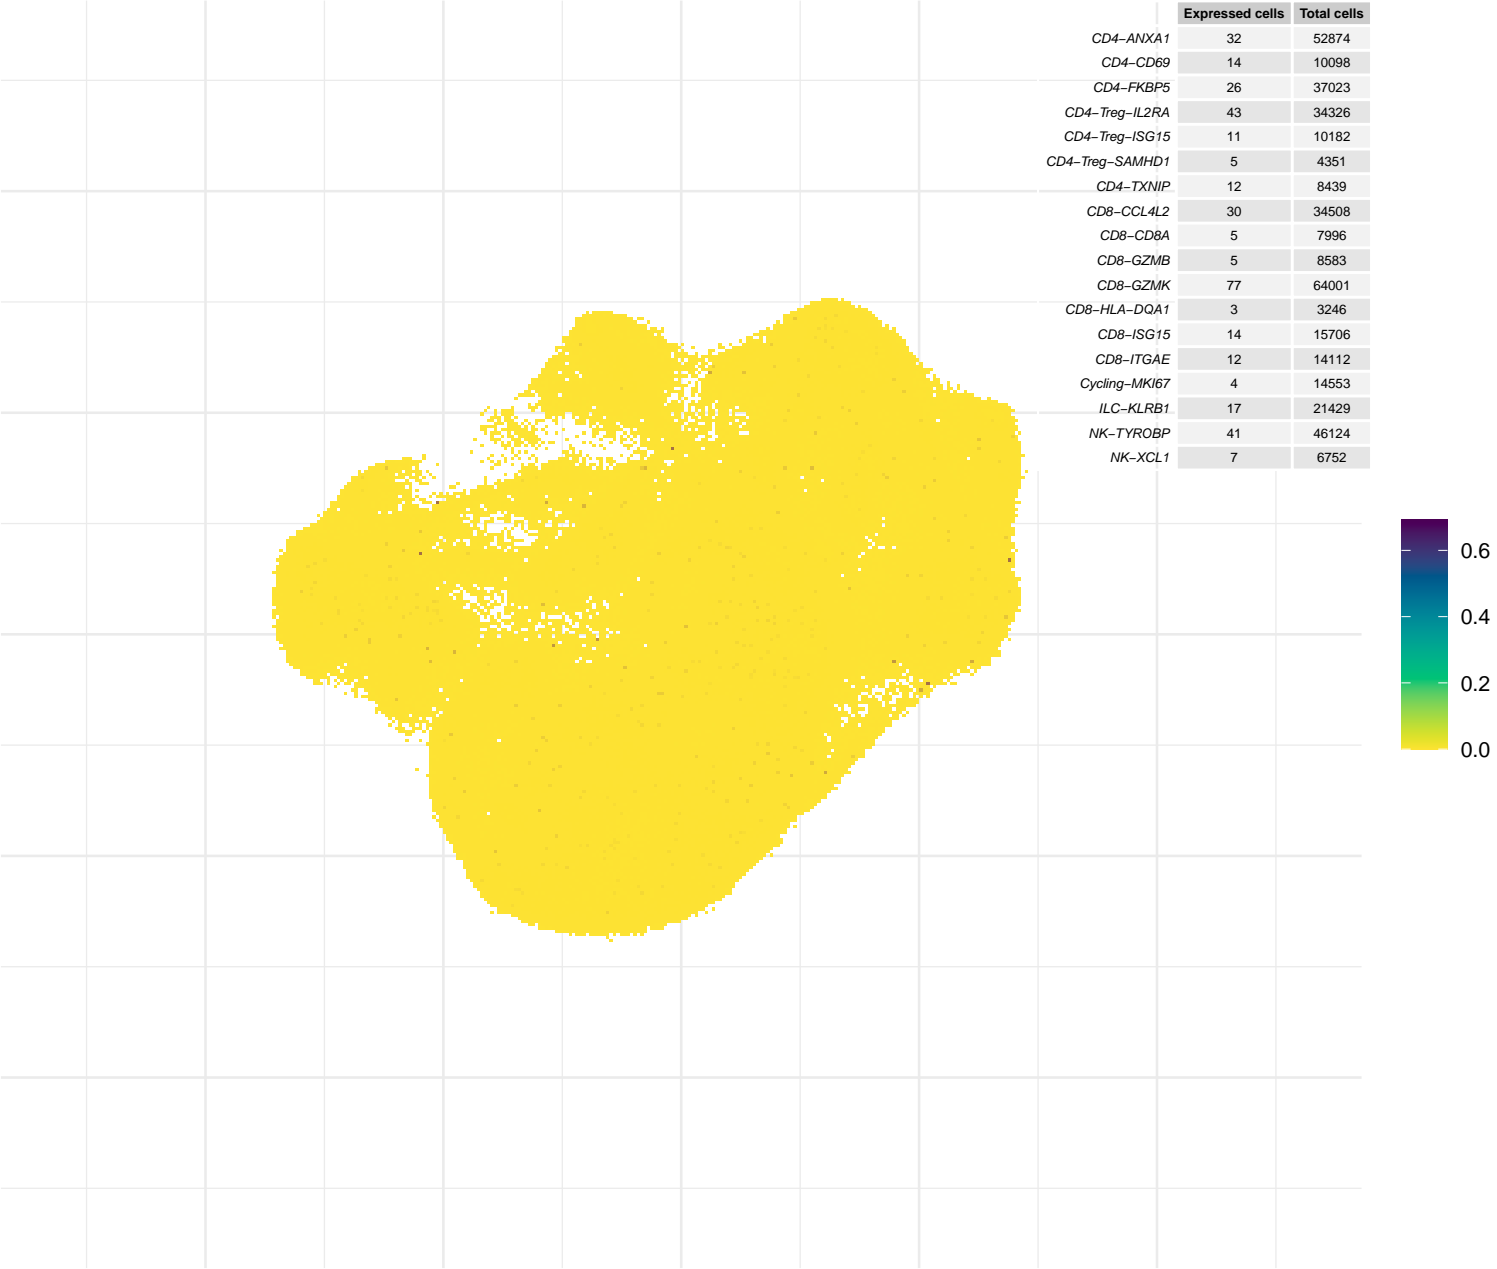 Expressed cells Total cells
CD4−ANXA1 32 52874
CD4−CD69 14 10098
CD4−FKBP5 26 37023
CD4−Treg−IL2RA 43 34326
CD4−Treg−ISG15 11 10182
CD4−Treg−SAMHD1 5 4351
CD4−TXNIP 12 8439
CD8−CCL4L2 30 34508
CD8−CD8A 5 7996
CD8−GZMB 5 8583
CD8−GZMK 77 64001
CD8−HLA−DQA1 3 3246
CD8−ISG15 14 15706
CD8−ITGAE 12 14112
Cycling−MKI67 4 14553
ILC−KLRB1 17 21429
NK−TYROBP 41 46124
NK−XCL1 7 6752
0.6
0.4
0.2
0.0